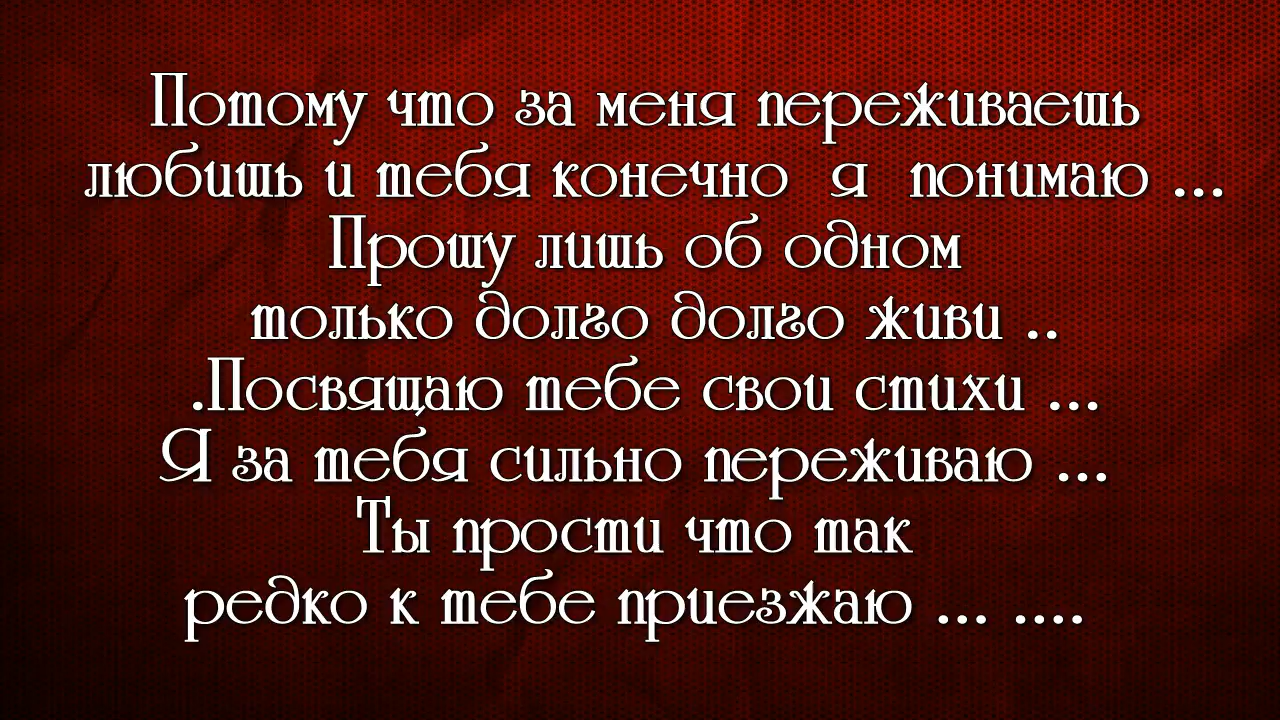 Потому что за меня переживаешь
любишь и тебя конечно я понимаю ...
Прошу лишь об одном
только долго долго живи ..
.Посвящаю тебе свои стихи ...
Я за тебя сильно переживаю ...
Ты прости что так
редко к тебе приезжаю ... ....